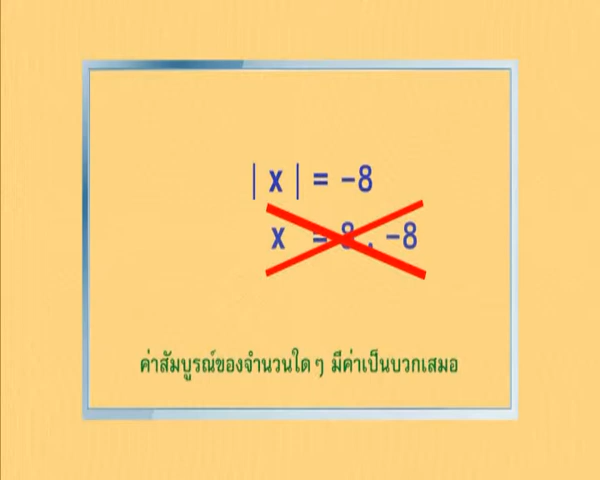 | x | = −8
x = 8 , −8
ค่าสัมบูรณ์ของจำนวนใด ๆ มีค่าเป็นบวกเสมอ